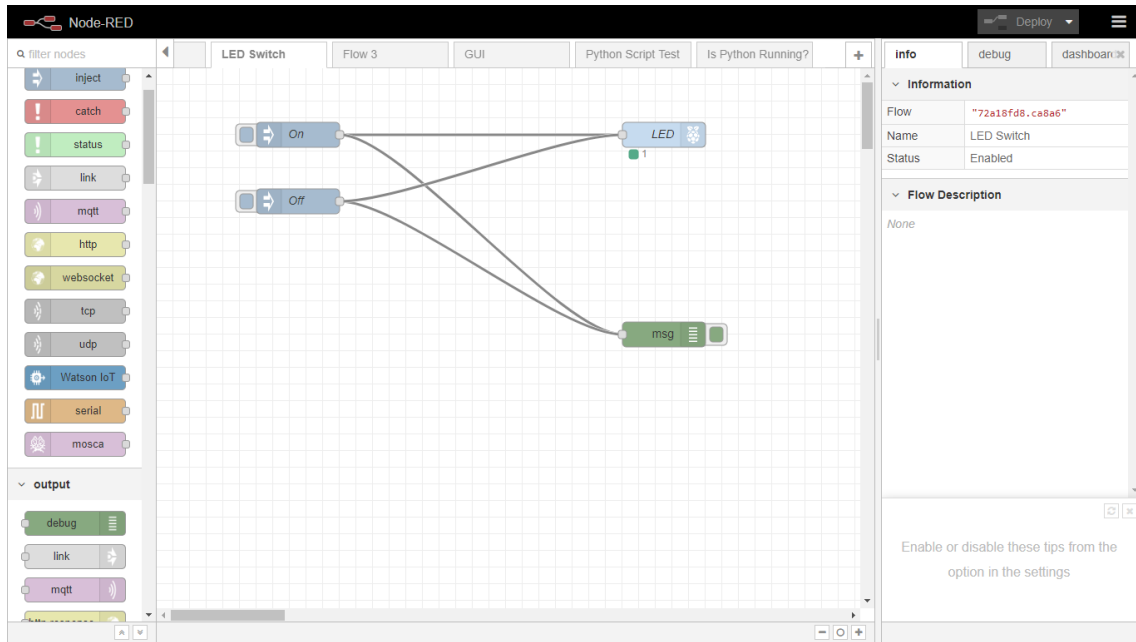 Node-RED
Deploy
filter nodes
LED Switch
Flow 3
GUI
Python Script Test
Is Python Running?
info
debug
inject
catch
status
link
mqtt
http
websocket
tcp
udp
Watson IoT
serial
mosca
output
debug
link
mqtt
On
Off
LED
1
msg
Information
Flow "72a18fd8.ca8a6"
Name LED Switch
Status Enabled
Flow Description
None
Enable or disable these tips from the
option in the settings